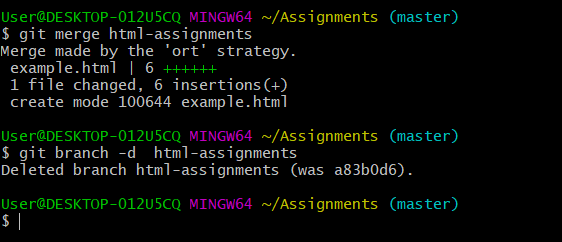 User@DESKTOP-012U5CQ MINGW64 ~/Assignments (master)
$ git merge html-assignments
Merge made by the 'ort' strategy.
 example.html | 6 ++++++
 1 file changed, 6 insertions(+)
 create mode 100644 example.html
User@DESKTOP-012U5CQ MINGW64 ~/Assignments (master)
$ git branch -d  html-assignments
Deleted branch html-assignments (was a83b0d6).
User@DESKTOP-012U5CQ MINGW64 ~/Assignments (master)
$